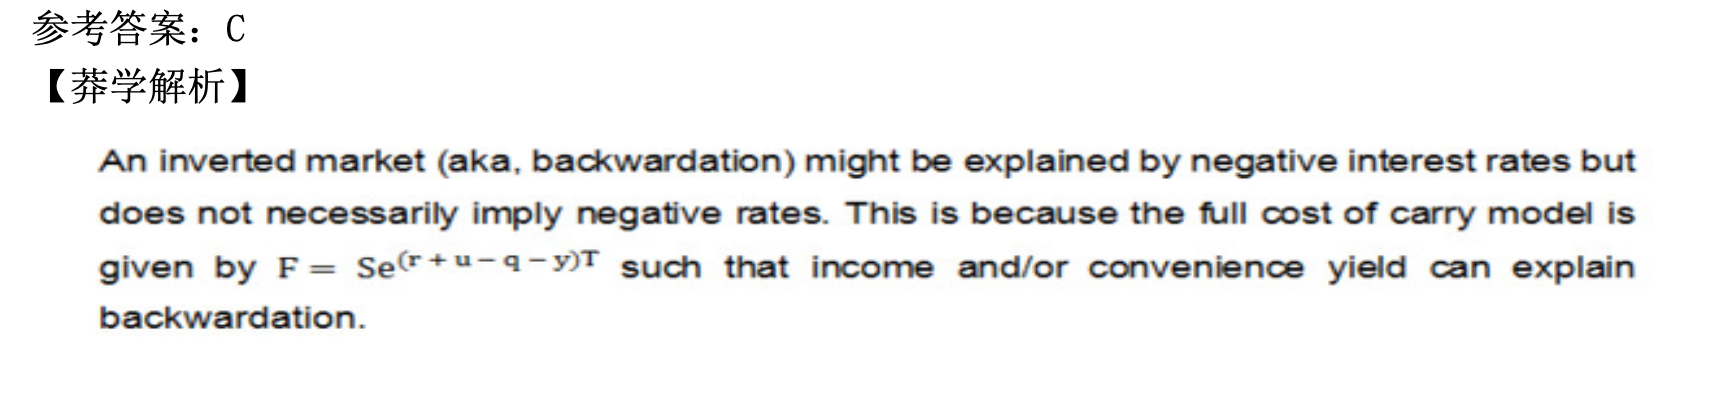 参考答案：C
【莽学解析】
An inverted market (aka, backwardation) might be explained by negative interest rates but
does not necessarily imply negative rates. This is because the full cost of carry model is
given by F = Se^(r + u − q − y)T such that income and/or convenience yield can explain
backwardation.